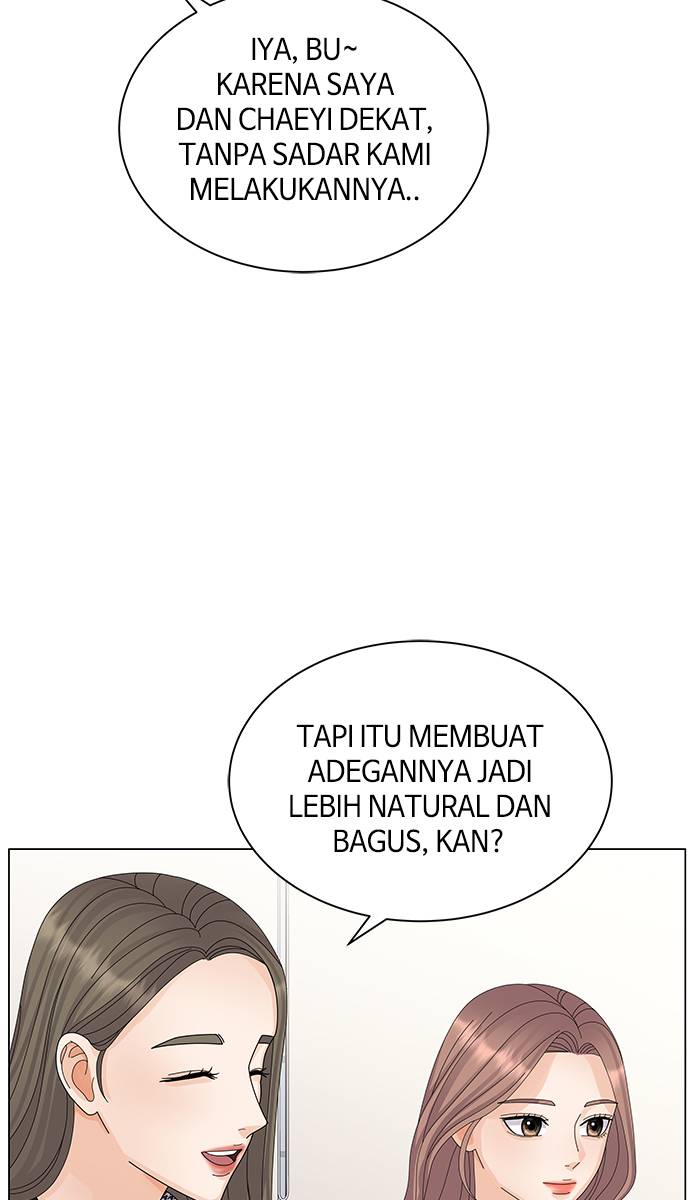 IYA, BU~
KARENA SAYA
DAN CHAEYI DEKAT,
TANPA SADAR KAMI
MELAKUKANNYA..
TAPI ITU MEMBUAT
ADEGANNYA JADI
LEBIH NATURAL DAN
BAGUS, KAN?